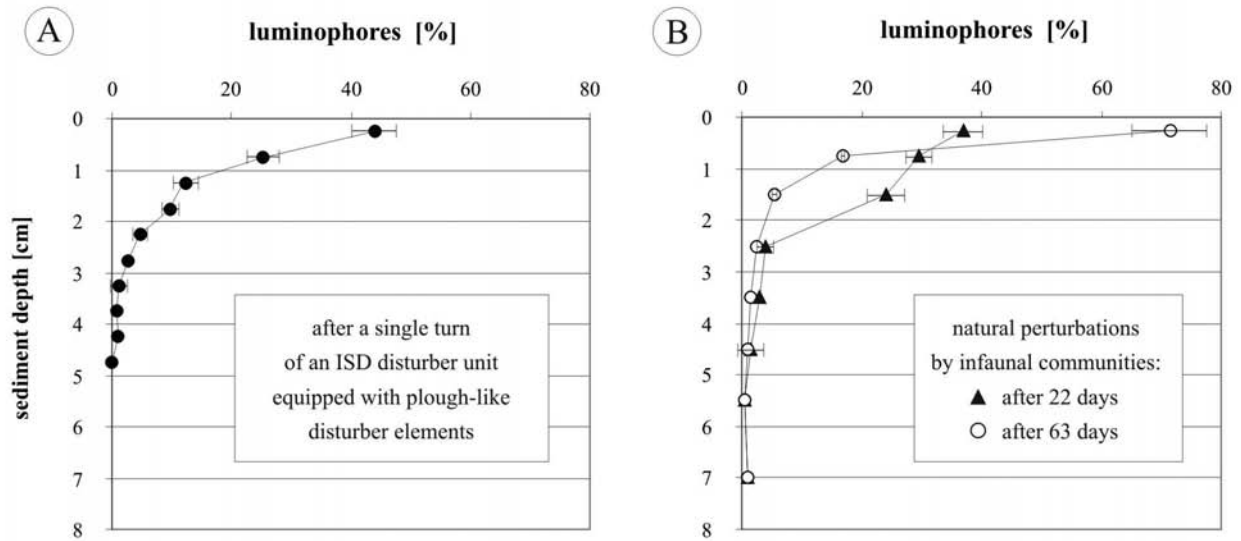 A
luminophores [%]
0 20 40 60 80
0
1
2
3
4
5
6
7
8
sediment depth [cm]
after a single turn
of an ISD disturber unit
equipped with plough-like
disturber elements
B
luminophores [%]
0 20 40 60 80
0
1
2
3
4
5
6
7
8
natural perturbations
by infaunal communities:
▲ after 22 days
○ after 63 days